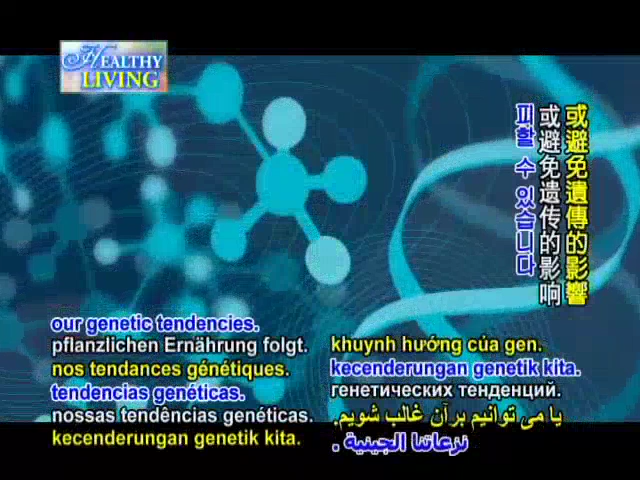 HEALTHY
LIVING
或避免遺傳的影響
或避免遗传的影响
피할 수 있습니다
our genetic tendencies.
pflanzlichen Ernährung folgt.
nos tendances génétiques.
tendencias genéticas.
nossas tendências genéticas.
kecenderungan genetik kita.
khuynh hướng của gen.
kecenderungan genetik kita.
генетических тенденций.
یا می توانیم برآن غالب شویم.
نزعاتنا الجينية .